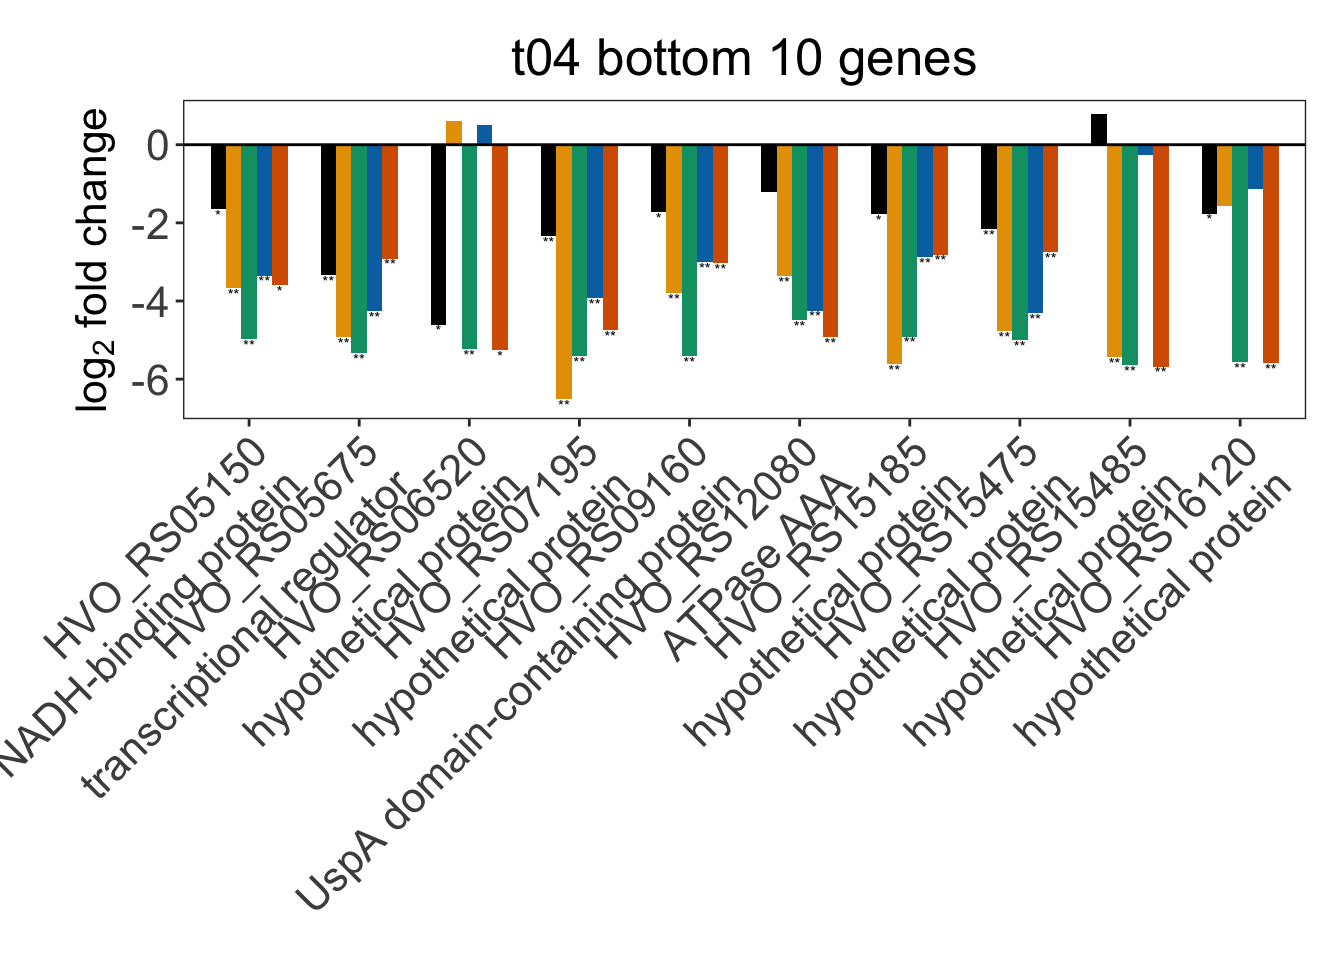 t04 bottom 10 genes
log2 fold change
0
-2
-4
-6
* ** ** ** *
** ** ** ** **
* ** *
** ** ** ** **
* ** ** ** **
** ** ** **
* ** ** ** **
** ** ** ** **
** ** **
* ** **
HVO_RS05150
NADH-binding protein
HVO_RS05675
transcriptional regulator
HVO_RS06520
hypothetical protein
HVO_RS07195
hypothetical protein
HVO_RS09160
UspA domain-containing protein
HVO_RS12080
ATPase AAA
HVO_RS15185
hypothetical protein
HVO_RS15475
hypothetical protein
HVO_RS15485
hypothetical protein
HVO_RS16120
hypothetical protein